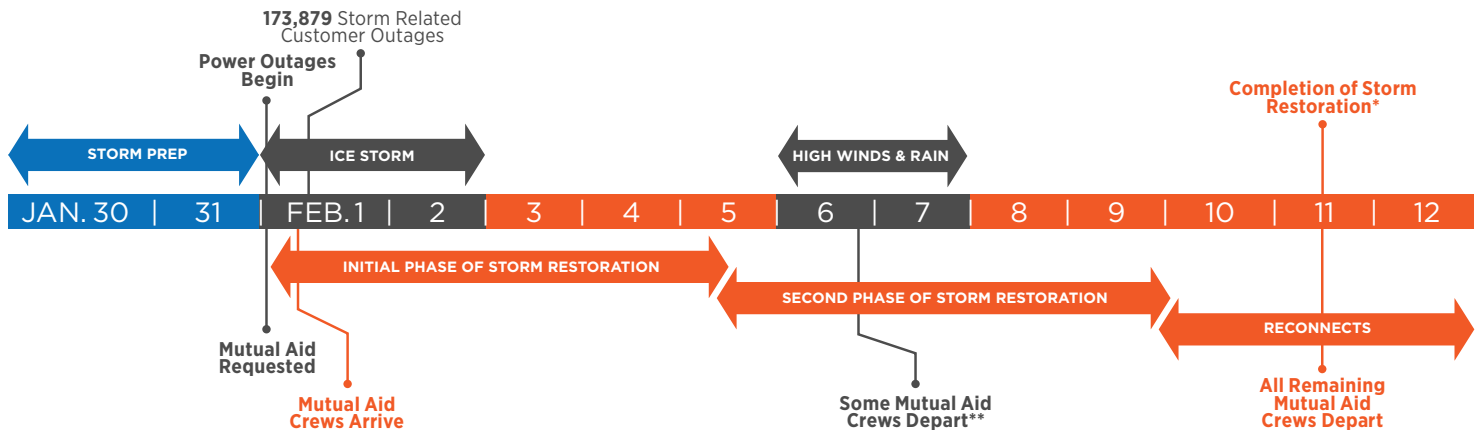 173,879 Storm Related
Customer Outages
Power Outages
Begin
Completion of Storm
Restoration*
STORM PREP
ICE STORM
HIGH WINDS & RAIN
JAN. 30 | 31 | FEB. 1 | 2 | 3 | 4 | 5 | 6 | 7 | 8 | 9 | 10 | 11 | 12
INITIAL PHASE OF STORM RESTORATION
SECOND PHASE OF STORM RESTORATION
RECONNECTS
Mutual Aid
Requested
Mutual Aid
Crews Arrive
Some Mutual Aid
Crews Depart**
All Remaining
Mutual Aid
Crews Depart